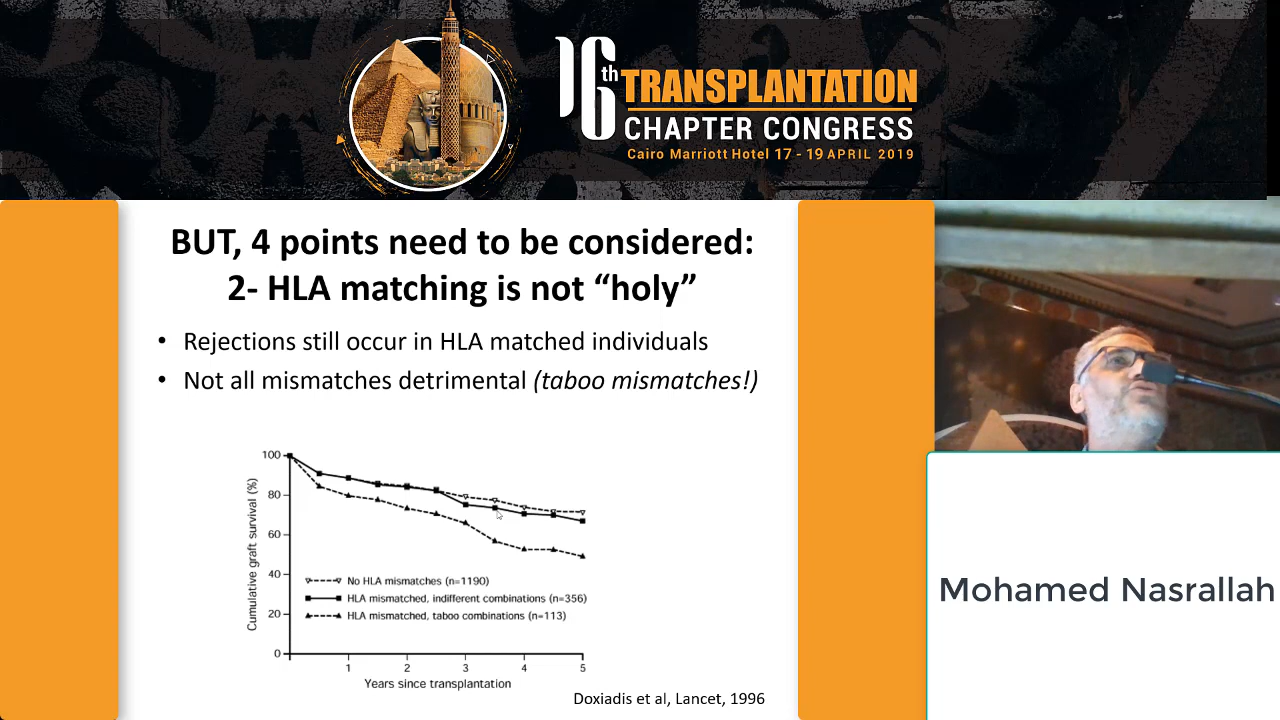 16th TRANSPLANTATION
CHAPTER CONGRESS
Cairo Marriott Hotel 17 - 19 APRIL 2019
BUT, 4 points need to be considered:
2- HLA matching is not “holy”
• Rejections still occur in HLA matched individuals
• Not all mismatches detrimental (taboo mismatches!)
Cumulative graft survival (%)
100
80
60
40
20
0
No HLA mismatches (n=1190)
HLA mismatched, indifferent combinations (n=356)
HLA mismatched, taboo combinations (n=113)
1 2 3 4 5
Years since transplantation
Doxiadis et al, Lancet, 1996
Mohamed Nasrallah